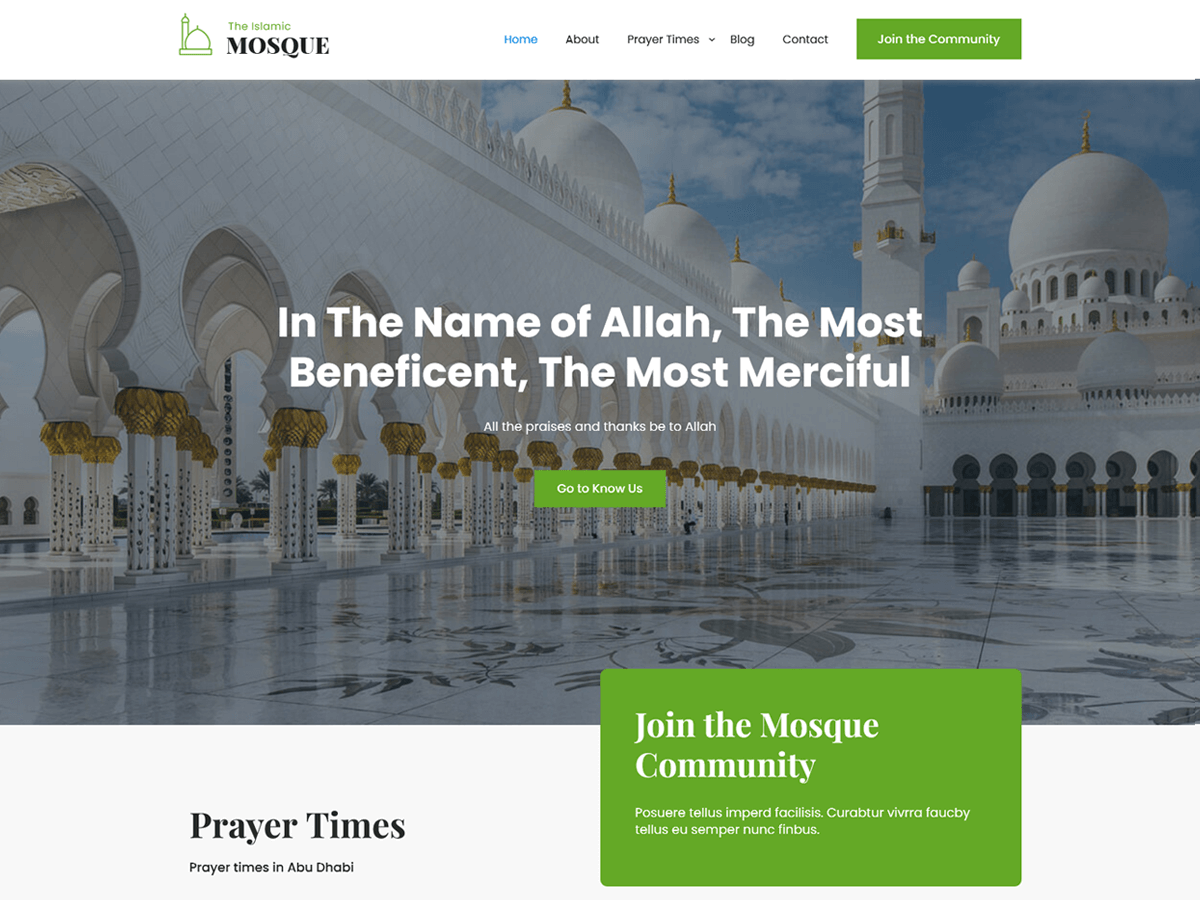 The Islamic
MOSQUE
Home About Prayer Times Blog Contact Join the Community
In The Name of Allah, The Most
Beneficent, The Most Merciful
All the praises and thanks be to Allah
Go to Know Us
Join the Mosque
Community
Posuere tellus imperd facilisis. Curabtur vivrra faucby
tellus eu semper nunc finbus.
Prayer Times
Prayer times in Abu Dhabi